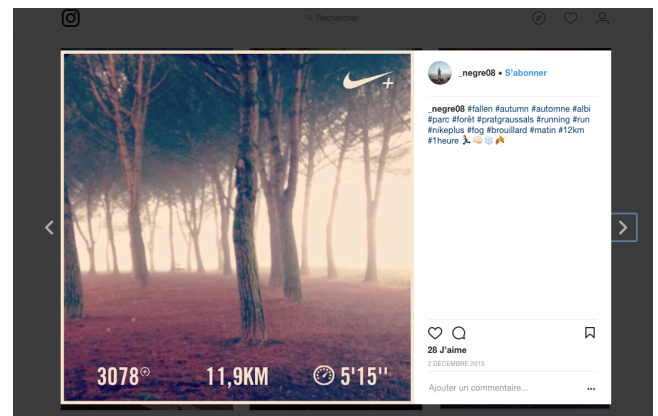 Rechercher
_negre08 • S'abonner
_negre08 #fallen #autumn #automne #albi
#parc #forêt #pratgraussals #running #run
#nikeplus #fog #brouillard #matin #12km
#1heure
3078
11,9KM
5'15"
28 J'aime
2 DÉCEMBRE 2015
Ajouter un commentaire...